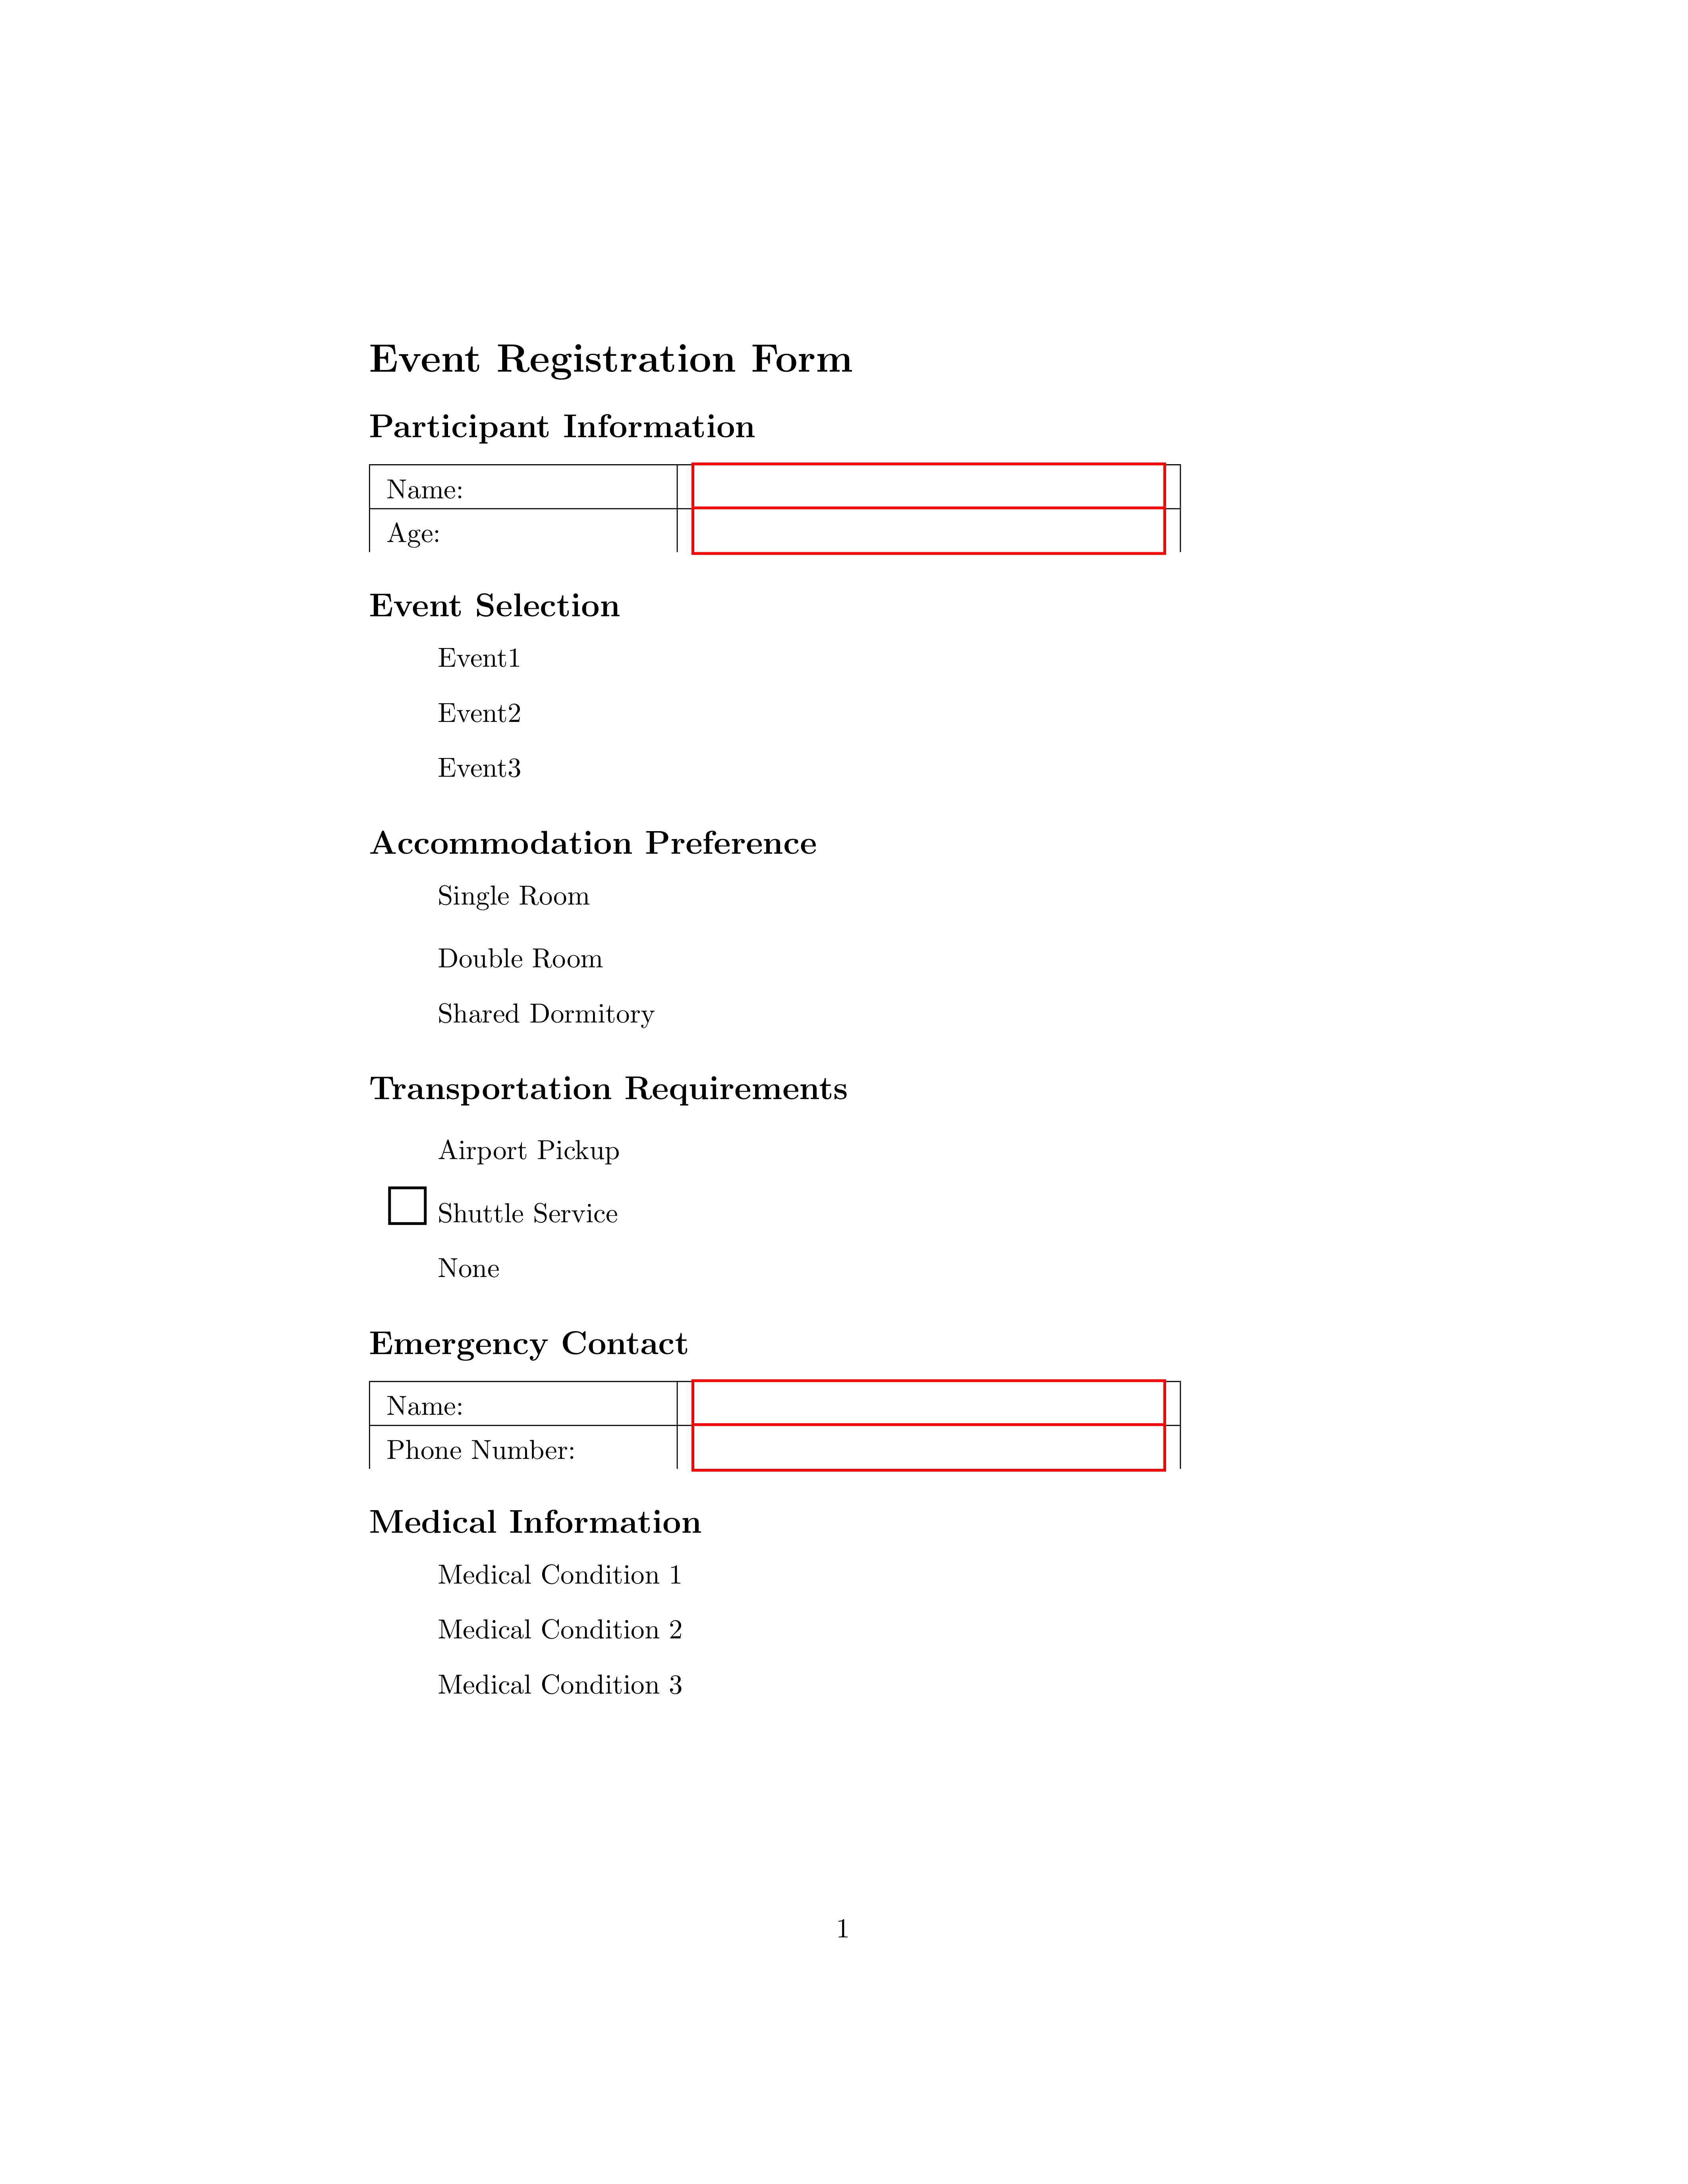 Event Registration Form
Participant Information
Name:
Age:
Event Selection
Event1
Event2
Event3
Accommodation Preference
Single Room
Double Room
Shared Dormitory
Transportation Requirements
Airport Pickup
Shuttle Service
None
Emergency Contact
Name:
Phone Number:
Medical Information
Medical Condition 1
Medical Condition 2
Medical Condition 3
1